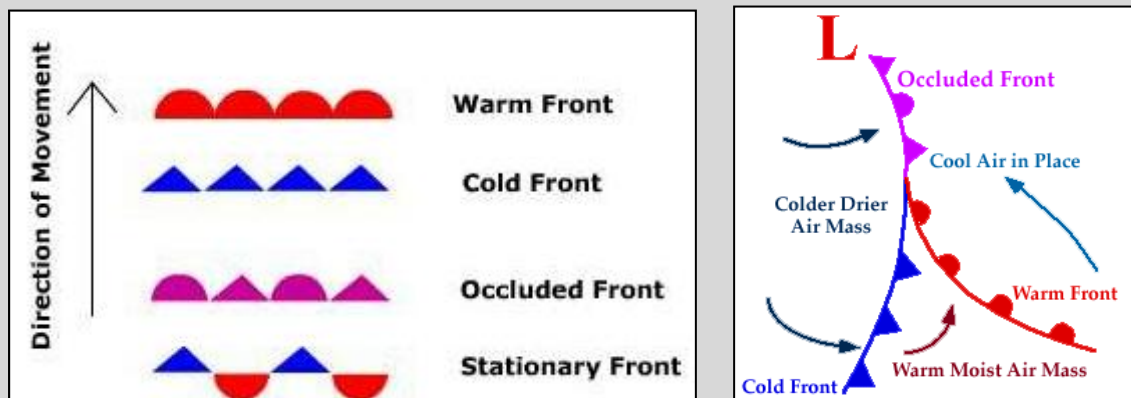 Direction of Movement
Warm Front
Cold Front
Occluded Front
Stationary Front
L
Occluded Front
Cool Air in Place
Colder Drier
Air Mass
Warm Front
Warm Moist Air Mass
Cold Front